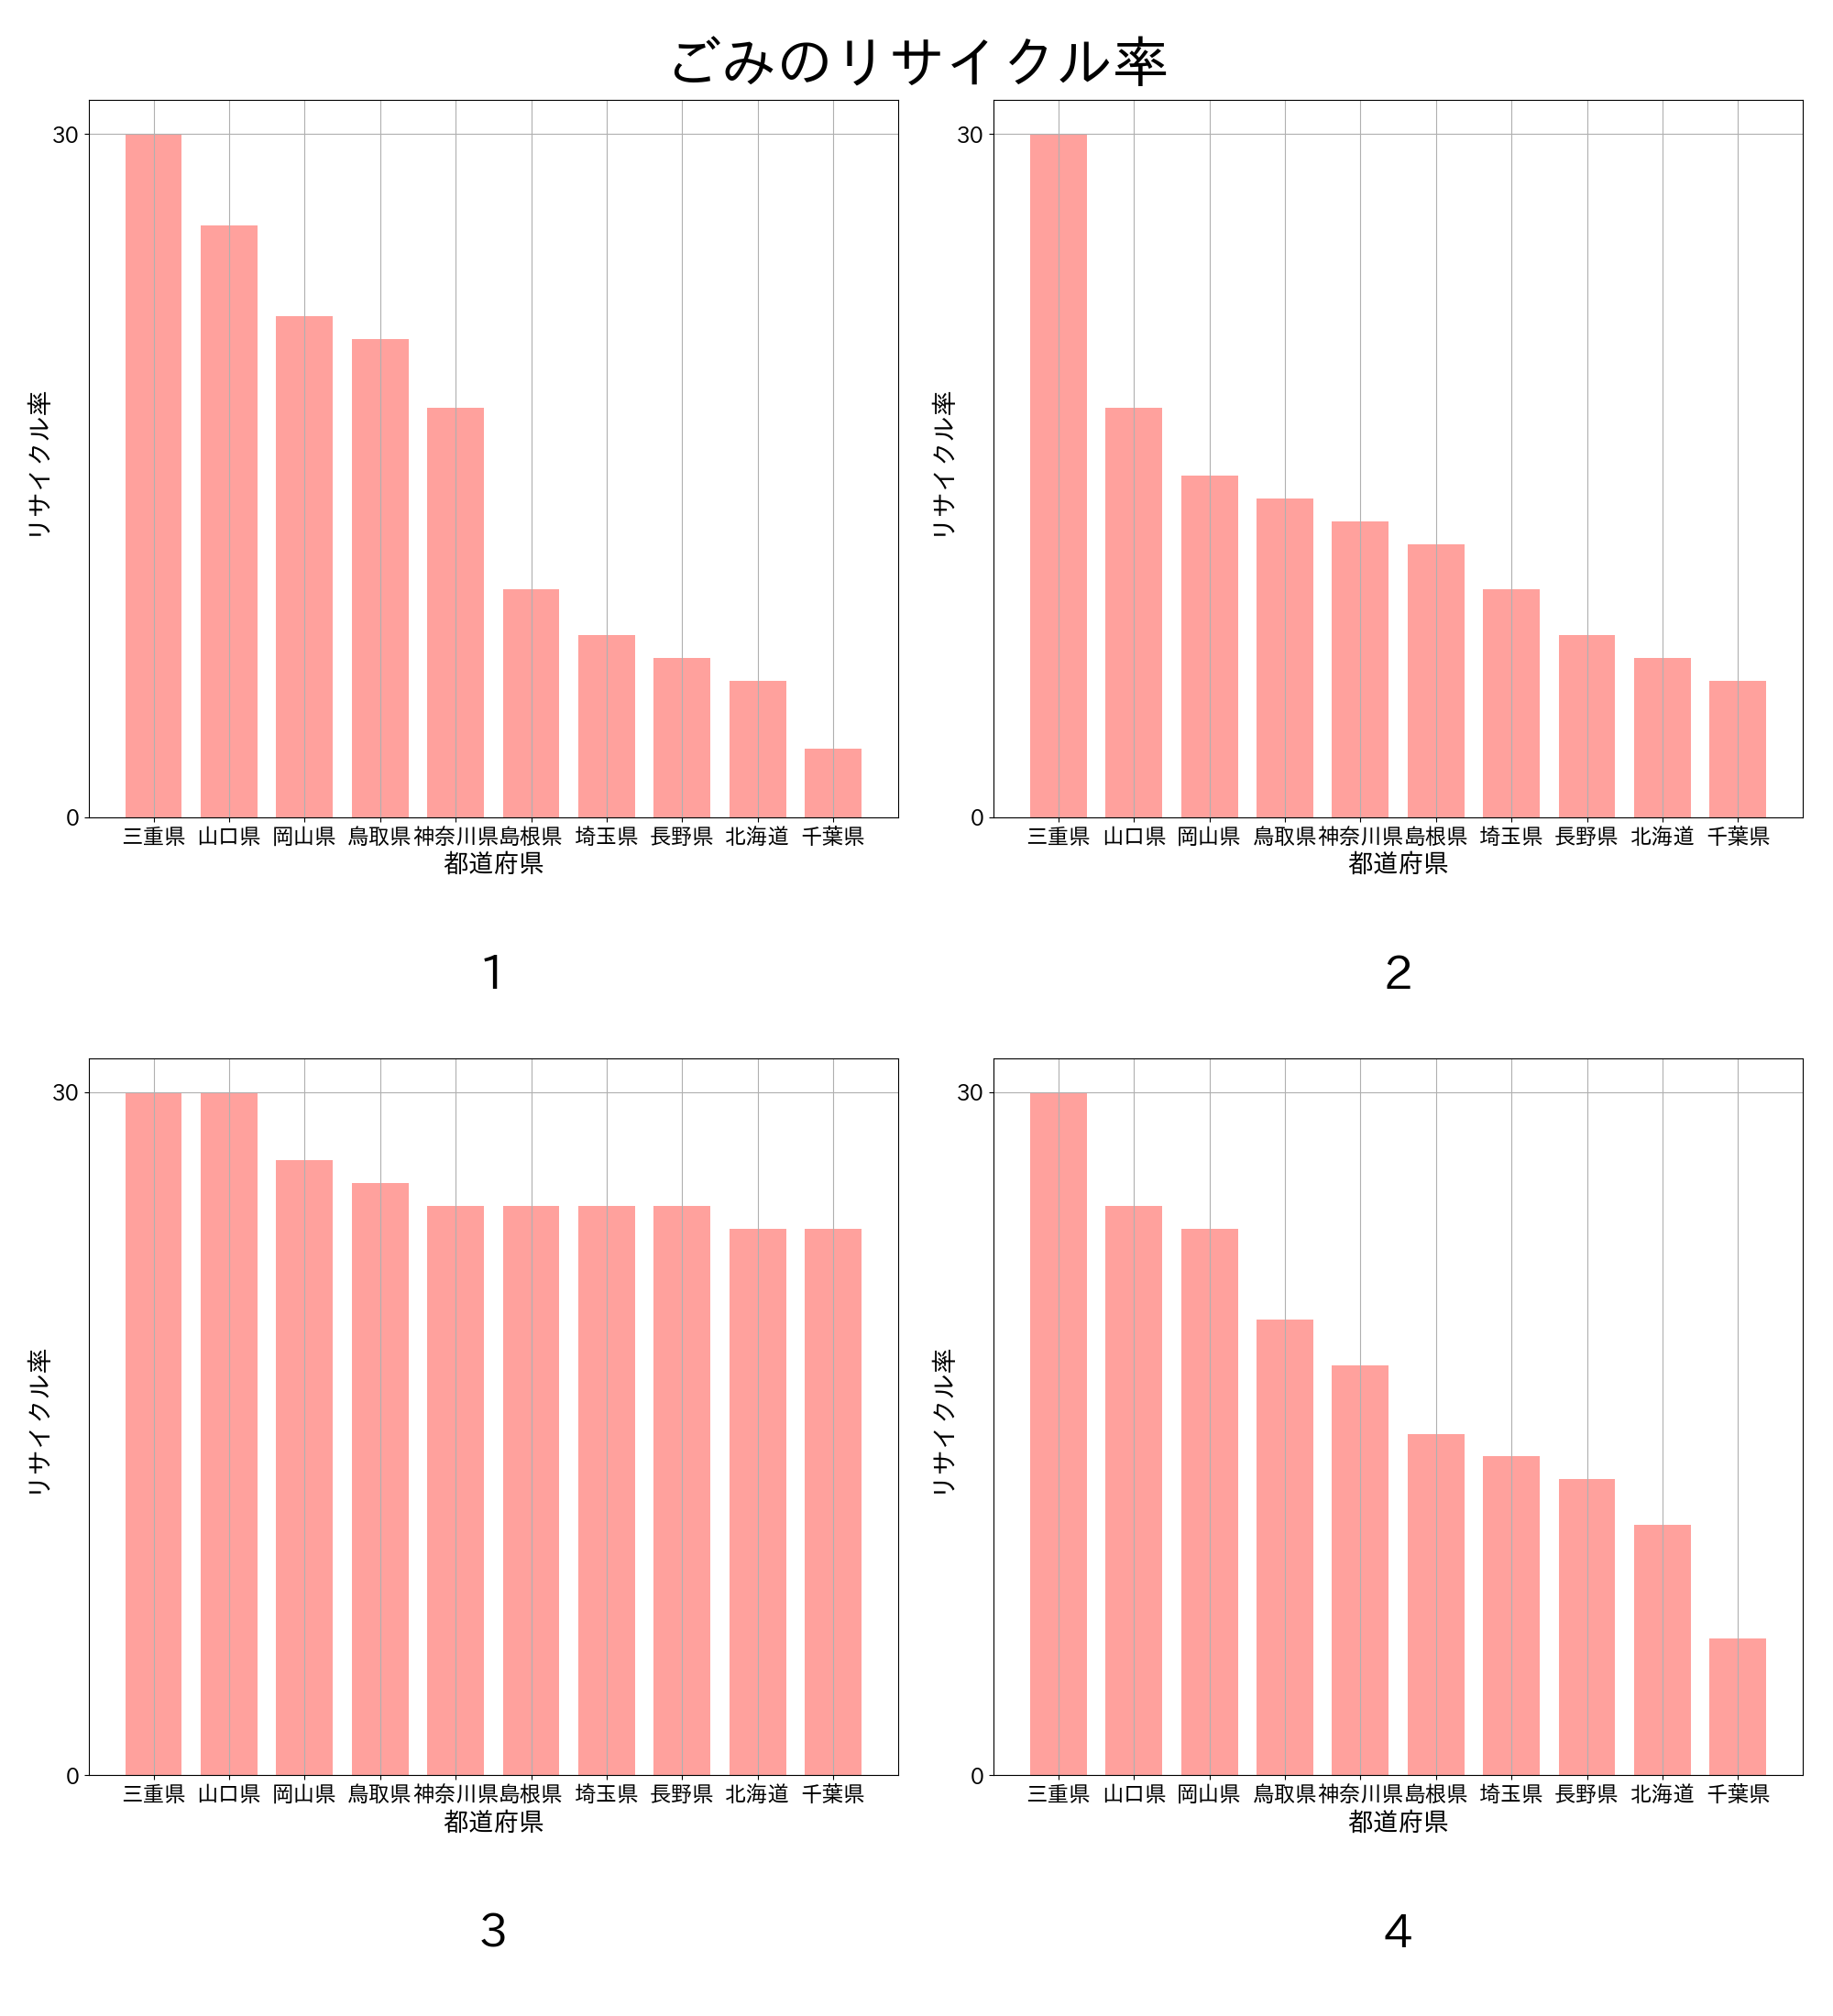 ごみのリサイクル率
30
0
リサイクル率
三重県 山口県 岡山県 鳥取県 神奈川県 島根県 埼玉県 長野県 北海道 千葉県
都道府県
1
30
0
リサイクル率
三重県 山口県 岡山県 鳥取県 神奈川県 島根県 埼玉県 長野県 北海道 千葉県
都道府県
2
30
0
リサイクル率
三重県 山口県 岡山県 鳥取県 神奈川県 島根県 埼玉県 長野県 北海道 千葉県
都道府県
3
30
0
リサイクル率
三重県 山口県 岡山県 鳥取県 神奈川県 島根県 埼玉県 長野県 北海道 千葉県
都道府県
4